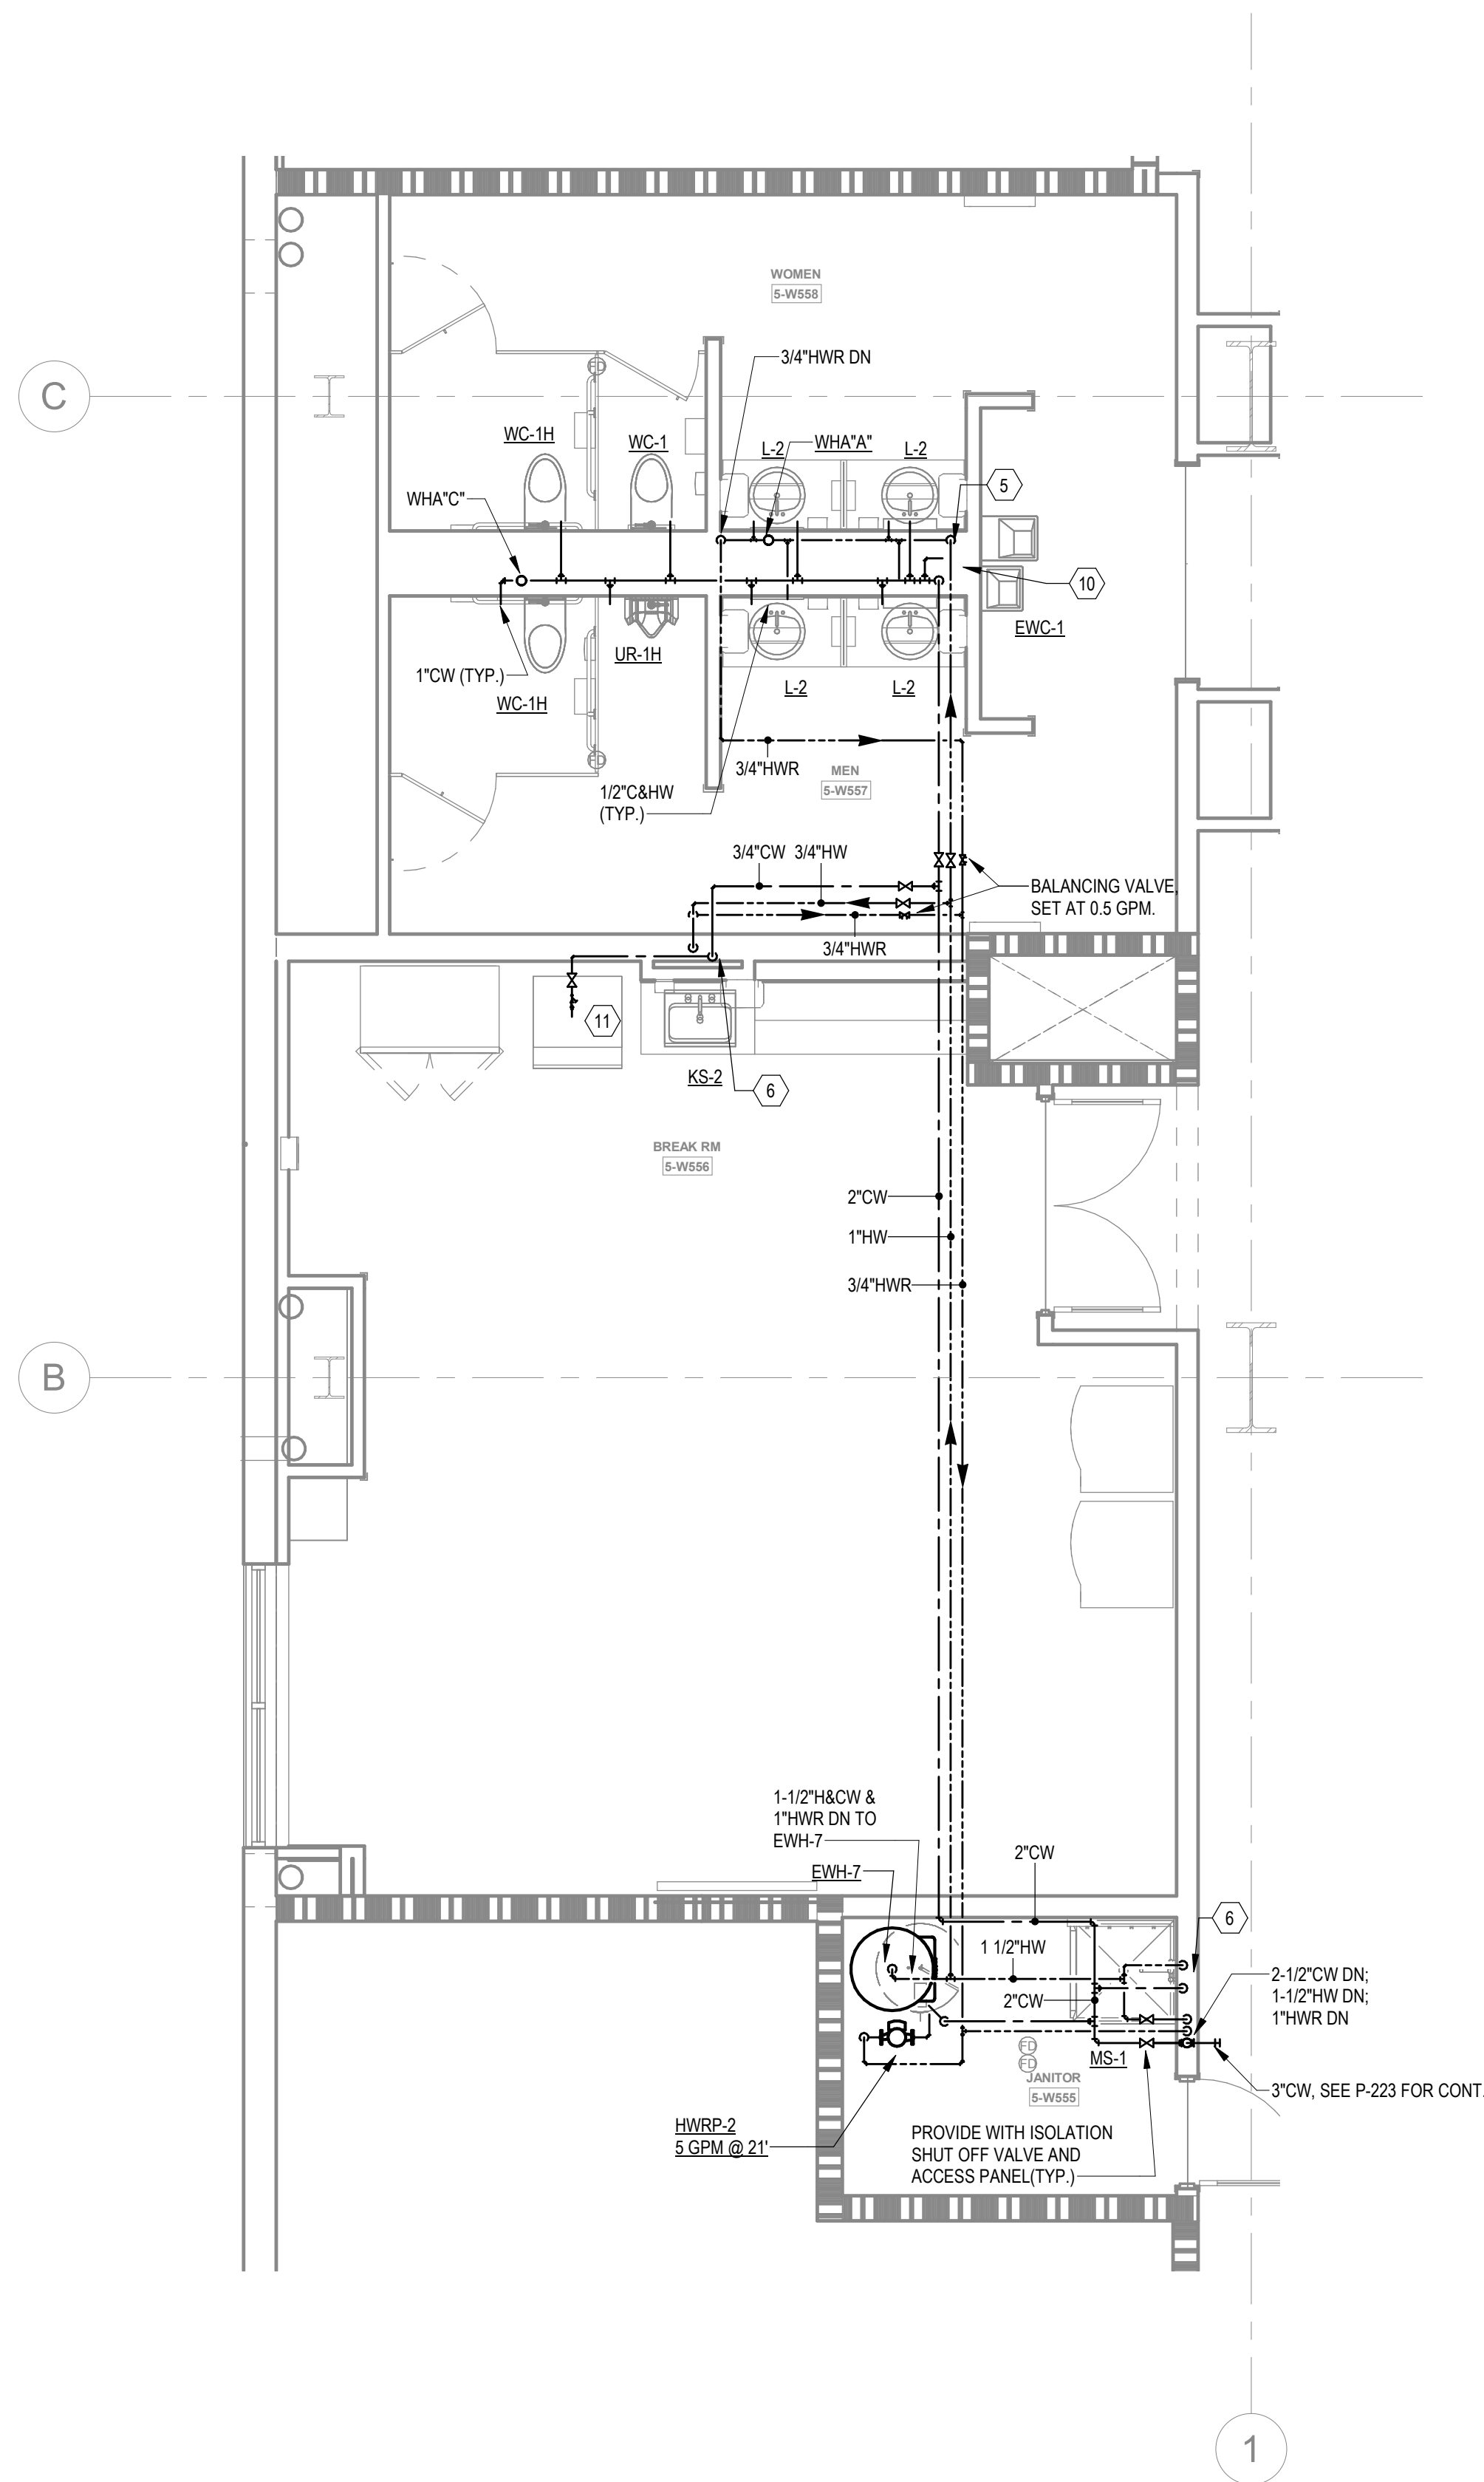 WOMEN
5-W558
3/4"HWR DN
C
WC-1H
WC-1
L-2
WHA"A"
L-2
FD
WHA"C"
5
10
EWC-1
1"CW (TYP.)
UR-1H
WC-1H
L-2
L-2
FD
3/4"HWR
MEN
5-W557
1/2"C&HW
(TYP.)
3/4"CW
3/4"HW
BALANCING VALVE,
SET AT 0.5 GPM.
3/4"HWR
11
KS-2
6
BREAK RM
5-W556
2"CW
1"HW
3/4"HWR
B
1-1/2"H&CW &
1"HWR DN TO
EWH-7
EWH-7
2"CW
6
1 1/2"HW
2"CW
2-1/2"CW DN;
1-1/2"HW DN;
1"HWR DN
FD
FD
MS-1
JANITOR
5-W555
3"CW, SEE P-223 FOR CONT.
HWRP-2
5 GPM @ 21'
PROVIDE WITH ISOLATION
SHUT OFF VALVE AND
ACCESS PANEL(TYP.)
1